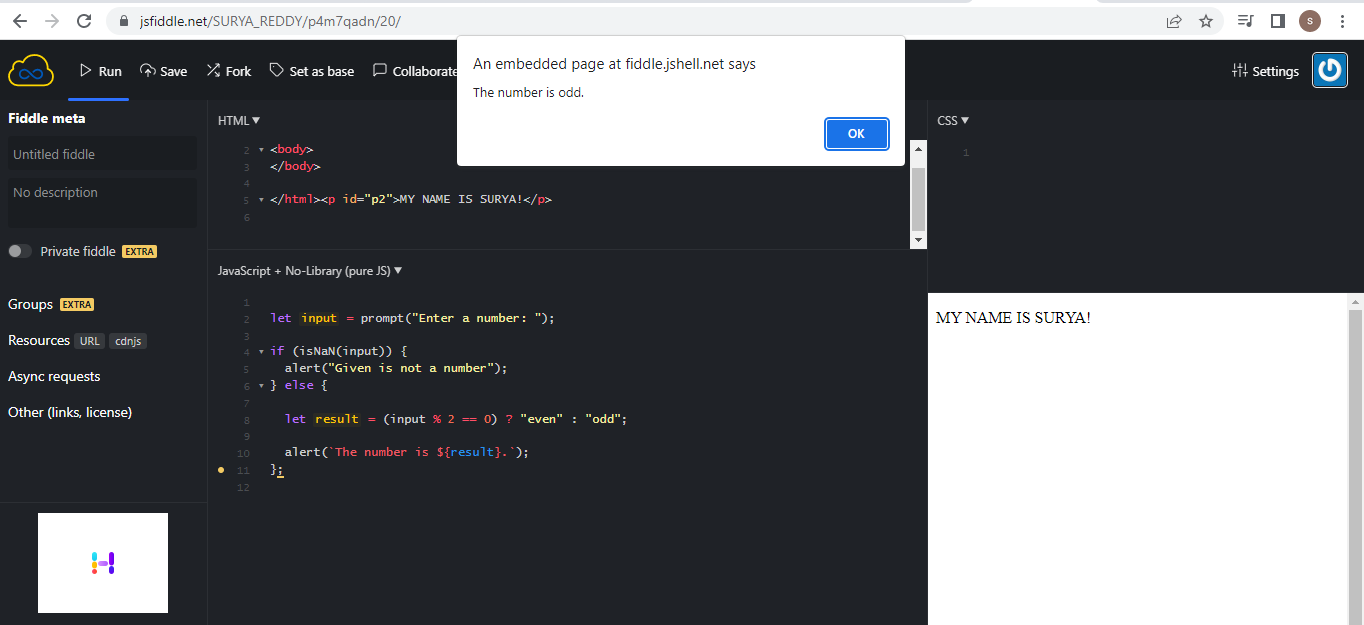 jsfiddle.net/SURYA_REDDY/p4m7qadn/20/
S
Run Save Fork Set as base Collaborate
Settings
An embedded page at fiddle.jshell.net says
The number is odd.
OK
Fiddle meta
Untitled fiddle
No description
Private fiddle EXTRA
Groups EXTRA
Resources URL cdnjs
Async requests
Other (links, license)
HTML
2 <body>
3 </body>
4
5 </html><p id="p2">MY NAME IS SURYA!</p>
6
JavaScript + No-Library (pure JS)
1
2 let input = prompt("Enter a number: ");
3
4 if (isNaN(input)) {
5 alert("Given is not a number");
6 } else {
7
8 let result = (input % 2 == 0) ? "even" : "odd";
9
10 alert(`The number is ${result}.`);
11 };
12
CSS
1
MY NAME IS SURYA!